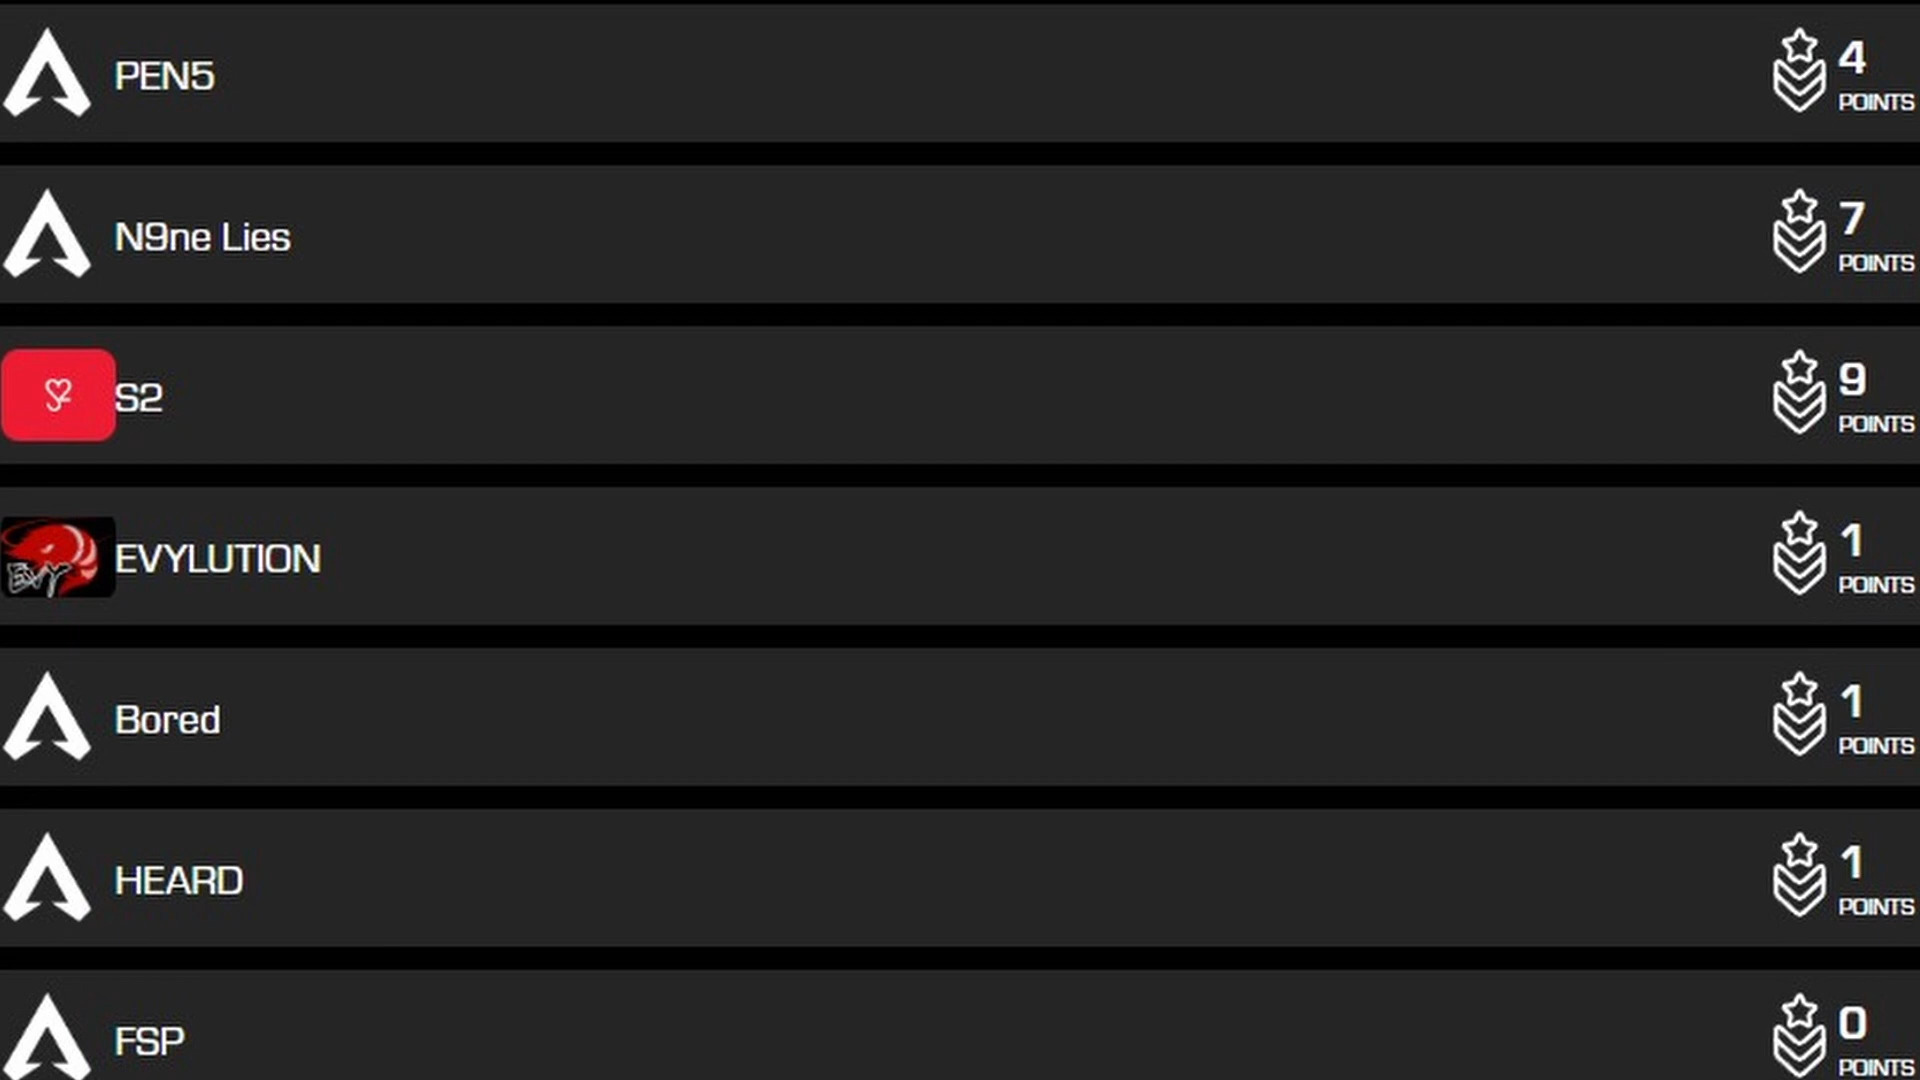 PEN5
4
POINTS
N9ne Lies
7
POINTS
S2
9
POINTS
EVY
EVYLUTION
1
POINTS
Bored
1
POINTS
HEARD
1
POINTS
FSP
0
POINTS